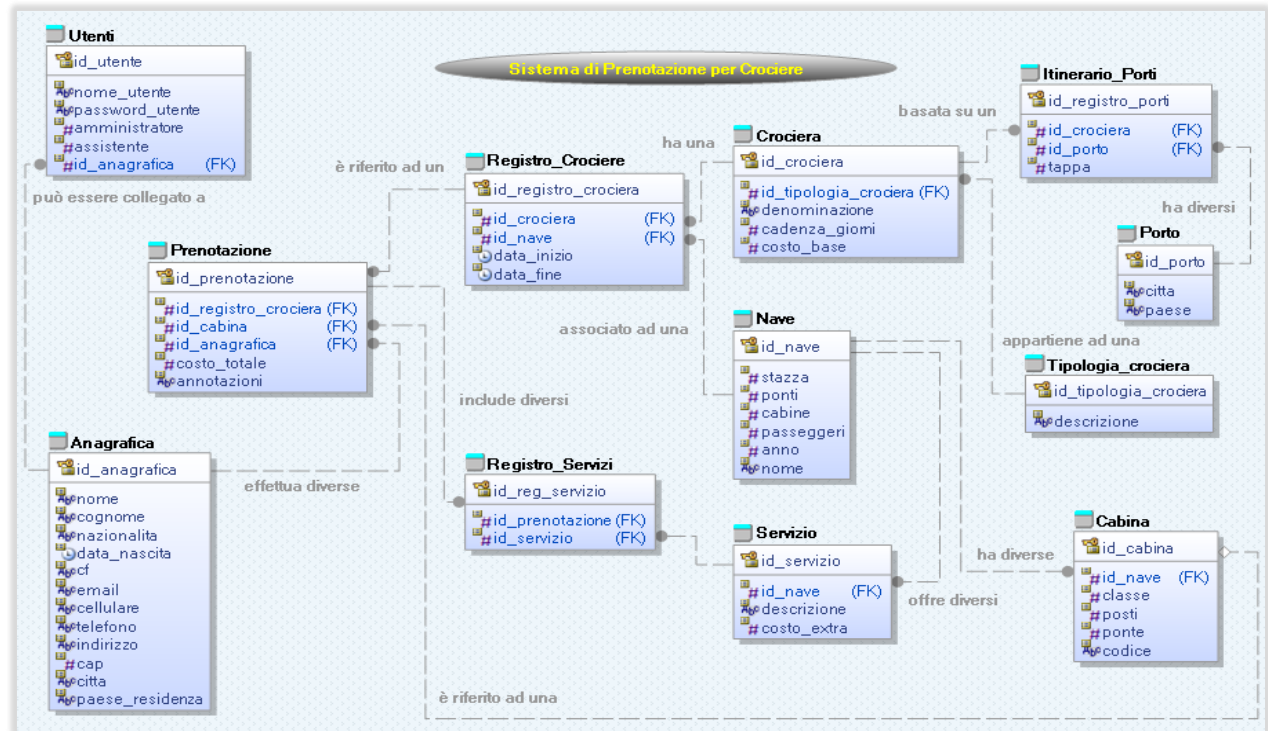 Sistema di Prenotazione per Crociere
Utenti
id_utente
nome_utente
password_utente
amministratore
assistente
id_anagrafica (FK)
può essere collegato a
Prenotazione
id_prenotazione
id_registro_crociera (FK)
id_cabina (FK)
id_anagrafica (FK)
costo_totale
annotazioni
Anagrafica
id_anagrafica
nome
cognome
nazionalita
data_nascita
cf
email
cellulare
telefono
indirizzo
cap
citta
paese_residenza
effettua diverse
è riferito ad un
Registro_Crociere
id_registro_crociera
id_crociera (FK)
id_nave (FK)
data_inizio
data_fine
ha una
associato ad una
include diversi
Registro_Servizi
id_reg_servizio
id_prenotazione (FK)
id_servizio (FK)
è riferito ad una
Crociera
id_crociera
id_tipologia_crociera (FK)
denominazione
cadenza_giorni
costo_base
Nave
id_nave
stazza
ponti
cabine
passeggeri
anno
nome
Servizio
id_servizio
id_nave (FK)
descrizione
costo_extra
offre diversi
ha diverse
basata su un
Itinerario_Porti
id_registro_porti
id_crociera (FK)
id_porto (FK)
tappa
ha diversi
Porto
id_porto
citta
paese
appartiene ad una
Tipologia_crociera
id_tipologia_crociera
descrizione
Cabina
id_cabina
id_nave (FK)
classe
posti
ponte
codice